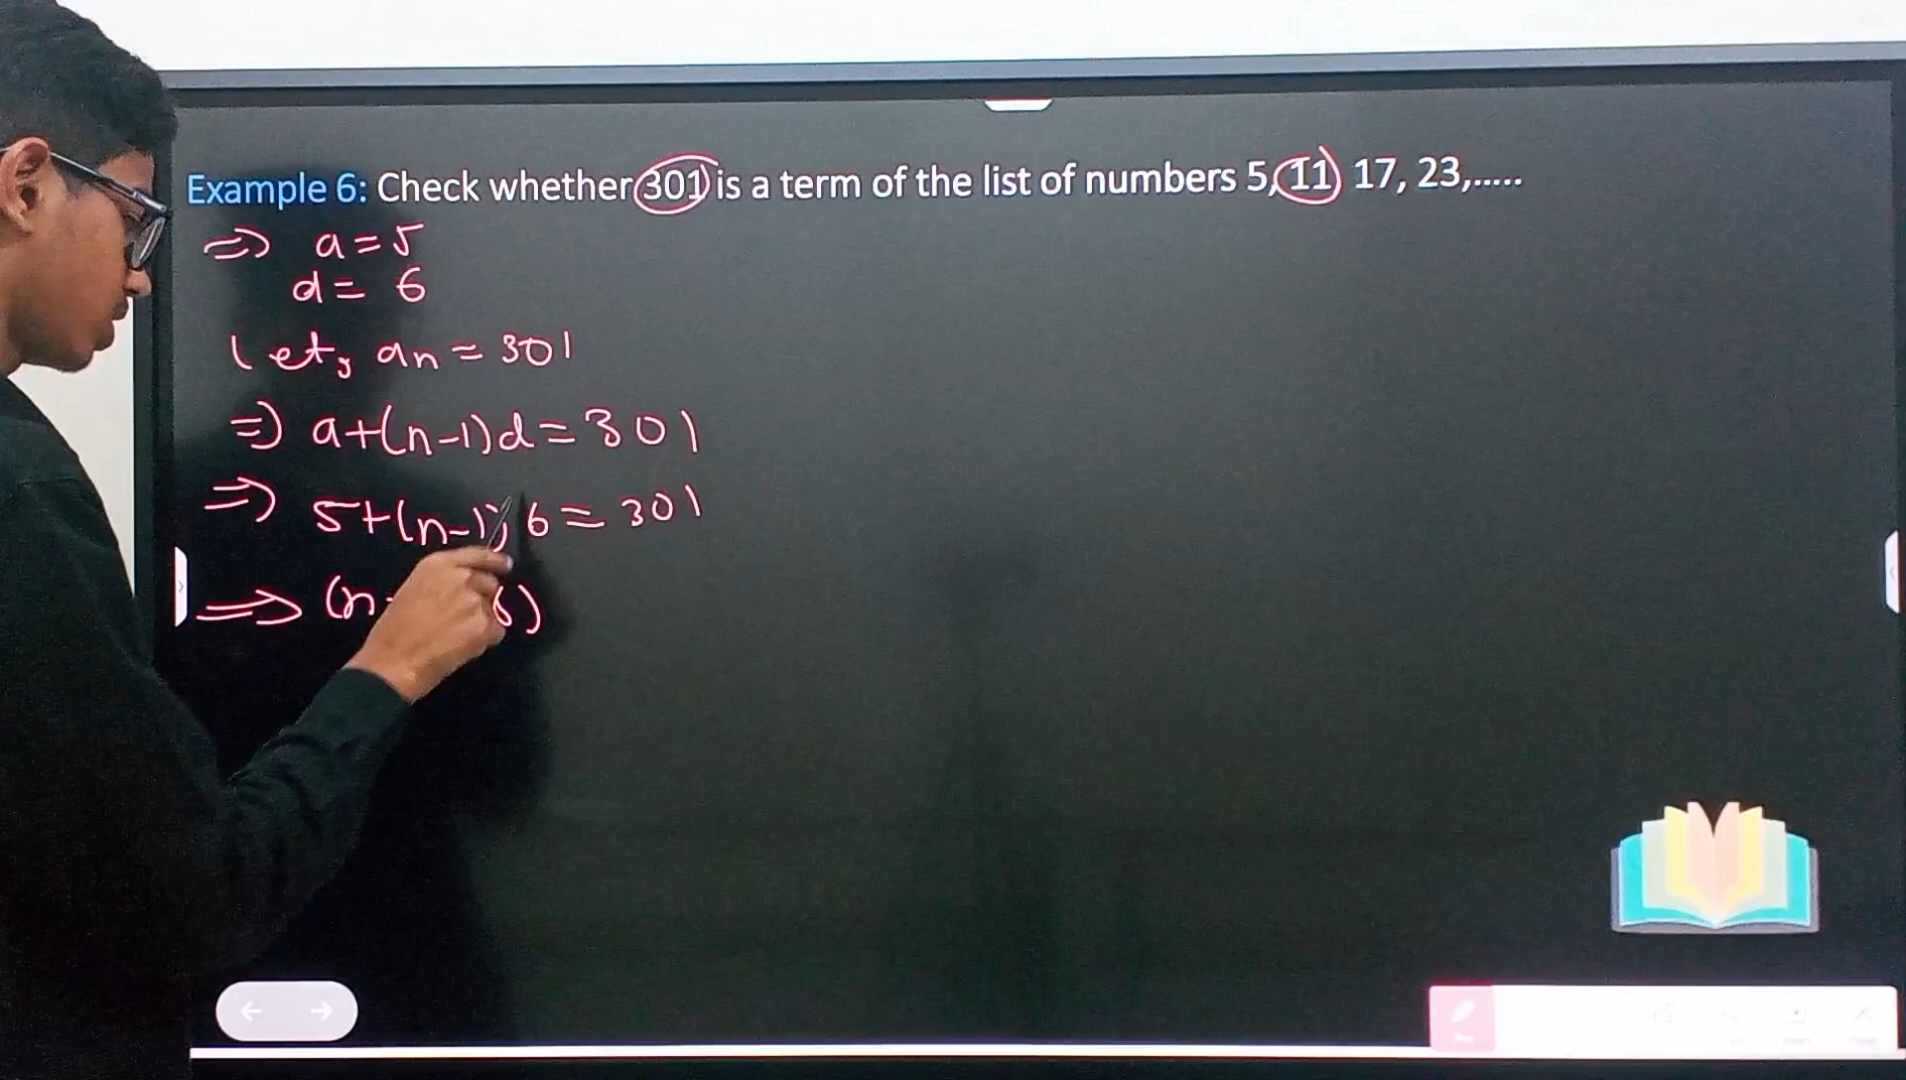 Example 6: Check whether 301 is a term of the list of numbers 5, 11, 17, 23,.....
=> a = 5
d = 6
let, an = 301
=> a+(n-1)d = 301
=> 5+(n-1)6 = 301
=> (n 6)